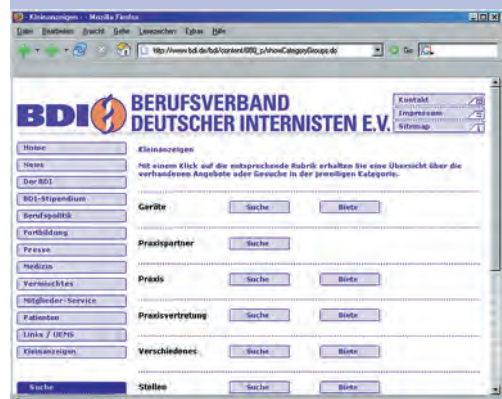 Kleinanzeigen - - Mozilla Firefox
Datei Bearbeiten Ansicht Gehe Lesezeichen Extras Hilfe
Go
BDI BERUFSVERBAND
DEUTSCHER INTERNISTEN E.V.
Kontakt
Impressum
Sitemap
Home
News
Der BDI
BDI-Stipendium
Berufspolitik
Fortbildung
Presse
Medizin
Vermischtes
Mitglieder-Service
Patienten
Links / UEMS
Kleinanzeigen
Suche
Kleinanzeigen
Mit einem Klick auf die entsprechende Rubrik erhalten Sie eine Übersicht über die
vorhandenen Angebote oder Gesuche in der jeweiligen Kategorie.
Geräte Suche Biete
Praxispartner Suche
Praxis Suche Biete
Praxisvertretung Suche Biete
Verschiedenes Suche Biete
Stellen Suche Biete